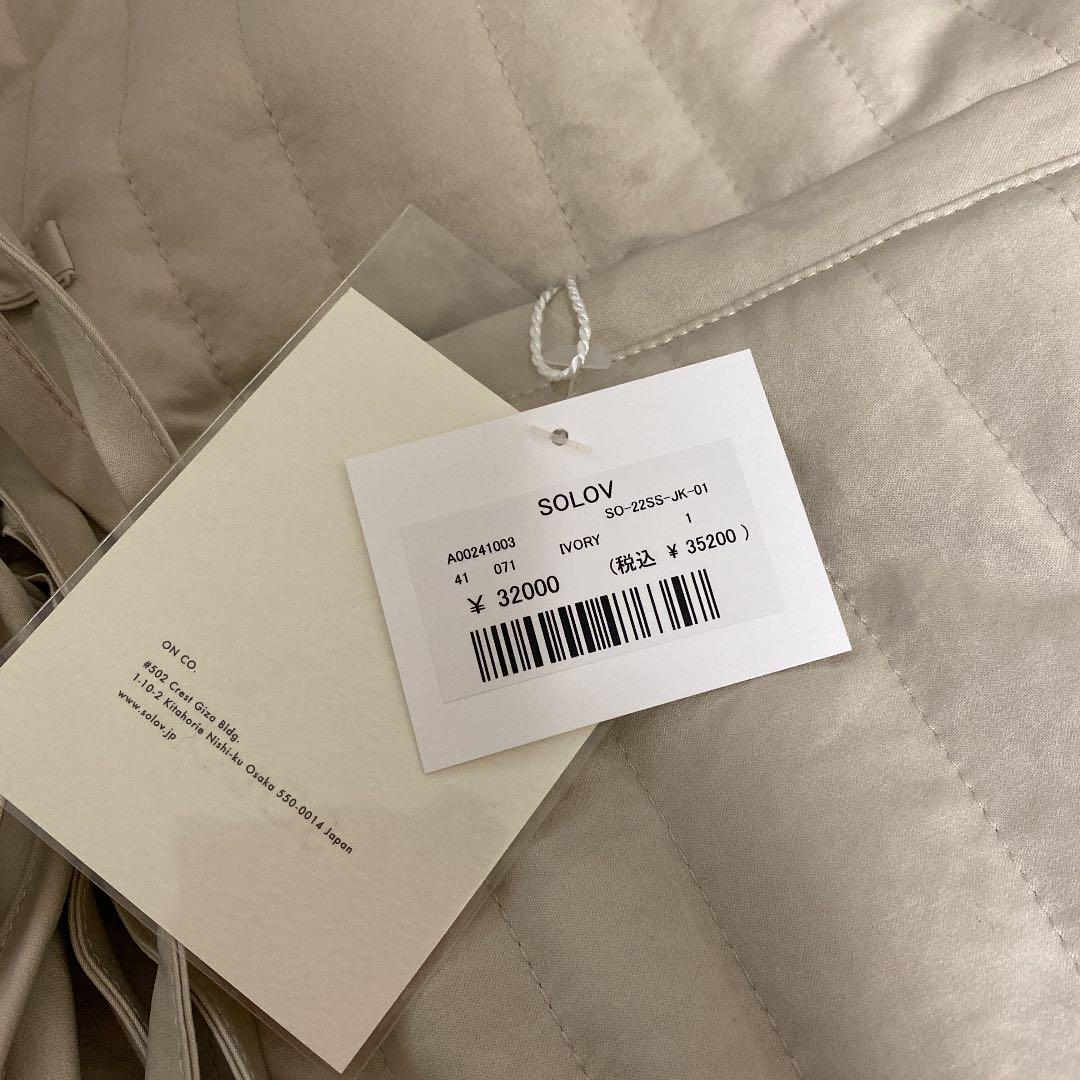 SOLOV
SO-22SS-JK-01
A00241003 IVORY 1
41 071
¥ 32000 (税込 ¥ 35200 )
ON CO.
#502 Crest Giza Bldg.
1-10-2 Kitahorie Nishi-ku Osaka 550-0014 Japan
www.solov.jp